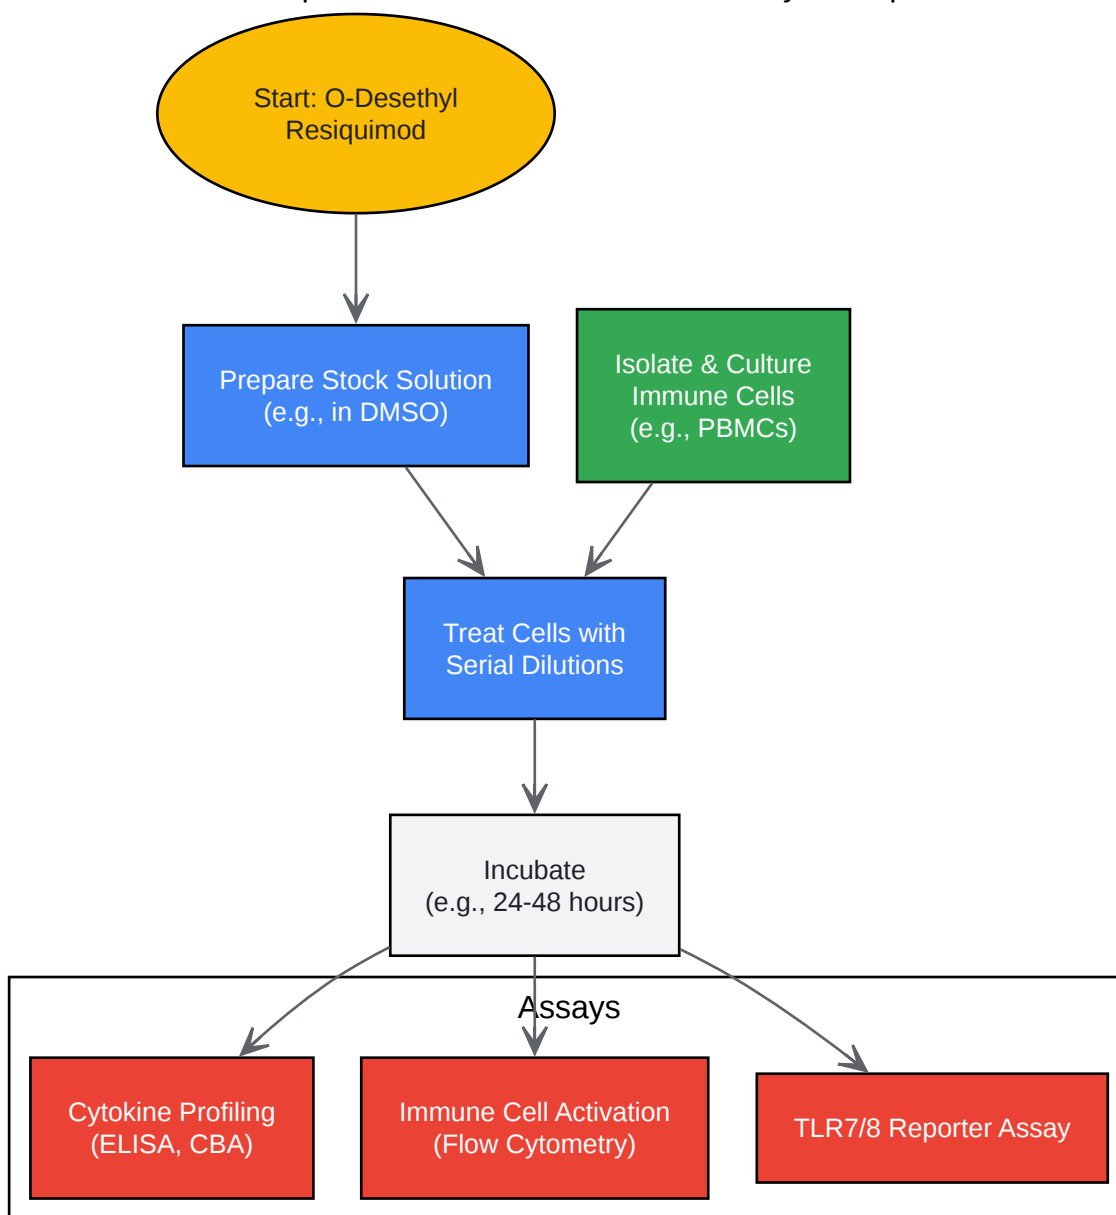 Start: O-Desethyl
Resiquimod
Prepare Stock Solution
(e.g., in DMSO)
Isolate & Culture
Immune Cells
(e.g., PBMCs)
Treat Cells with
Serial Dilutions
Incubate
(e.g., 24-48 hours)
Assays
Cytokine Profiling
(ELISA, CBA)
Immune Cell Activation
(Flow Cytometry)
TLR7/8 Reporter Assay